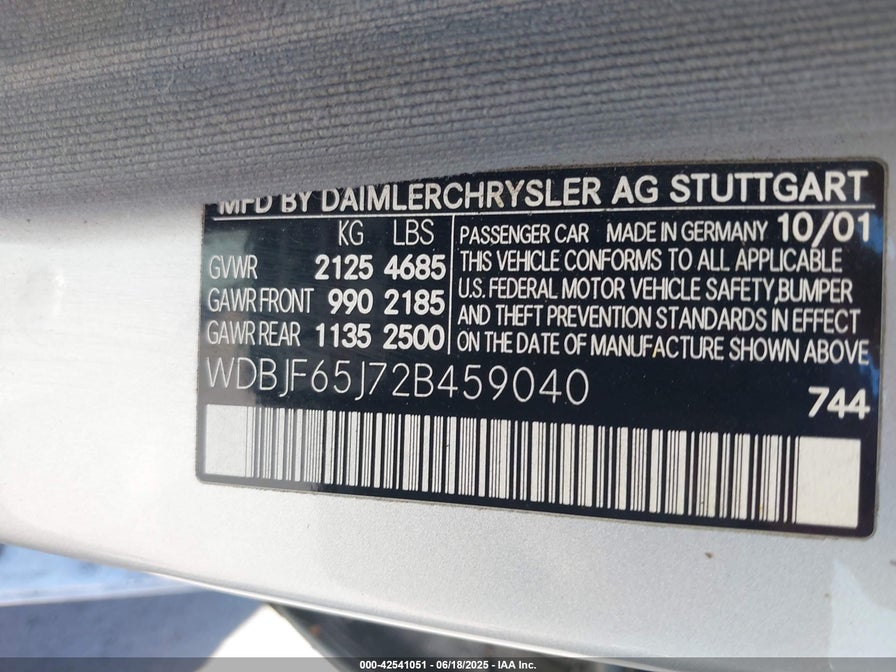 MFD BY DAIMLERCHRYSLER AG STUTTGART
KG LBS
GVWR 2125 4685
GAWR FRONT 990 2185
GAWR REAR 1135 2500
PASSENGER CAR MADE IN GERMANY 10/01
THIS VEHICLE CONFORMS TO ALL APPLICABLE
U.S. FEDERAL MOTOR VEHICLE SAFETY,BUMPER
AND THEFT PREVENTION STANDARDS IN EFFECT
ON THE DATE OF MANUFACTURE SHOWN ABOVE
WDBJF65J72B459040
744
000-42541051 - 06/18/2025 - IAA Inc.